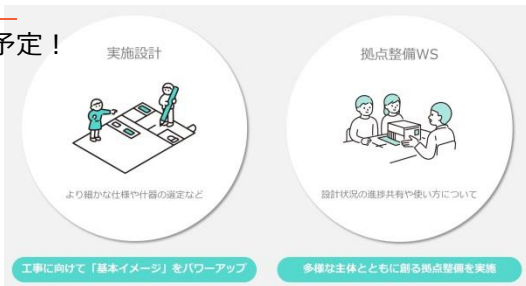 予定！
実施設計
より細かな仕様や什器の選定など
工事に向けて「基本イメージ」をパワーアップ
拠点整備WS
設計状況の進捗共有や使い方について
多様な主体とともに創る拠点整備を実施